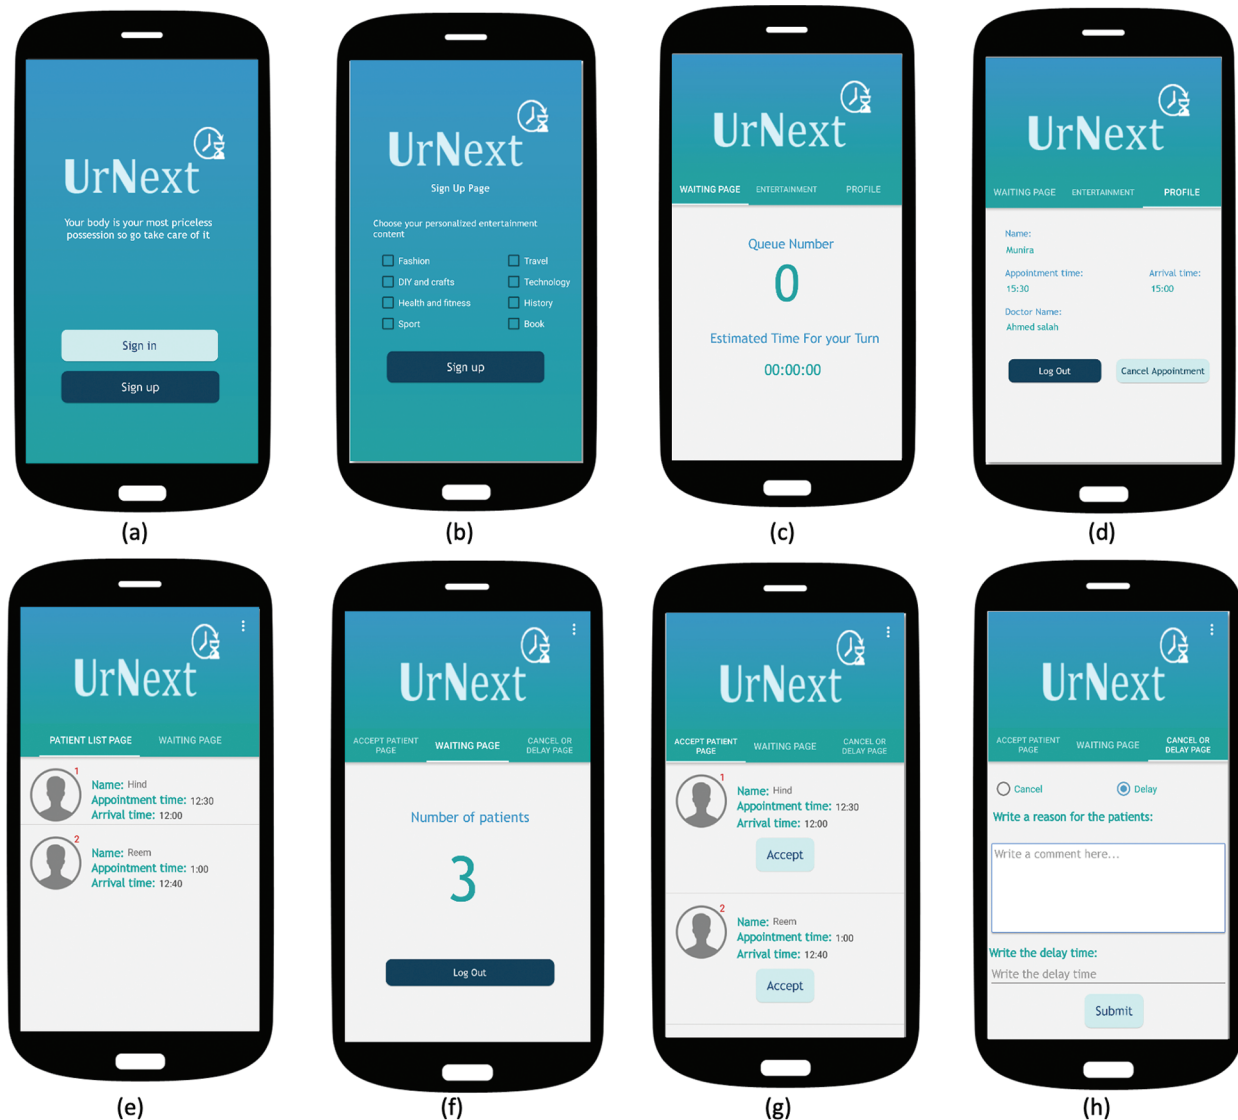 UrNext
Your body is your most priceless
possession so go take care of it
Sign in
Sign up
(a)
UrNext
Sign Up Page
Choose your personalized entertainment
content
Fashion
Travel
DIY and crafts
Technology
Health and fitness
History
Sport
Book
Sign up
(b)
UrNext
WAITING PAGE
ENTERTAINMENT
PROFILE
Queue Number
0
Estimated Time For your Turn
00:00:00
(c)
UrNext
WAITING PAGE
ENTERTAINMENT
PROFILE
Name:
Munira
Appointment time:
Arrival time:
15:30
15:00
Doctor Name:
Ahmed salah
Log Out
Cancel Appointment
(d)
UrNext
PATIENT LIST PAGE
WAITING PAGE
1
Name: Hind
Appointment time: 12:30
Arrival time: 12:00
2
Name: Reem
Appointment time: 1:00
Arrival time: 12:40
(e)
UrNext
ACCEPT PATIENT
PAGE
WAITING PAGE
CANCEL OR
DELAY PAGE
Number of patients
3
Log Out
(f)
UrNext
ACCEPT PATIENT
PAGE
WAITING PAGE
CANCEL OR
DELAY PAGE
1
Name: Hind
Appointment time: 12:30
Arrival time: 12:00
Accept
2
Name: Reem
Appointment time: 1:00
Arrival time: 12:40
Accept
(g)
UrNext
ACCEPT PATIENT
PAGE
WAITING PAGE
CANCEL OR
DELAY PAGE
Cancel
Delay
Write a reason for the patients:
Write a comment here...
Write the delay time:
Write the delay time
Submit
(h)